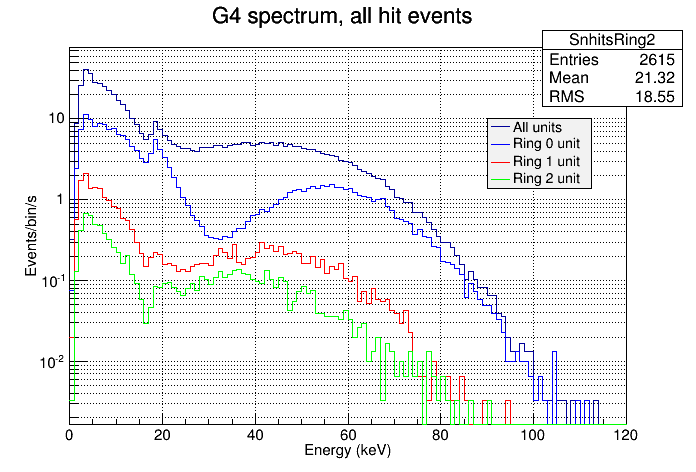 G4 spectrum, all hit events
SnhitsRing2
Entries 2615
Mean 21.32
RMS 18.55
All units
Ring 0 unit
Ring 1 unit
Ring 2 unit
Events/bin/s
10
1
10-1
10-2
0 20 40 60 80 100 120
Energy (keV)